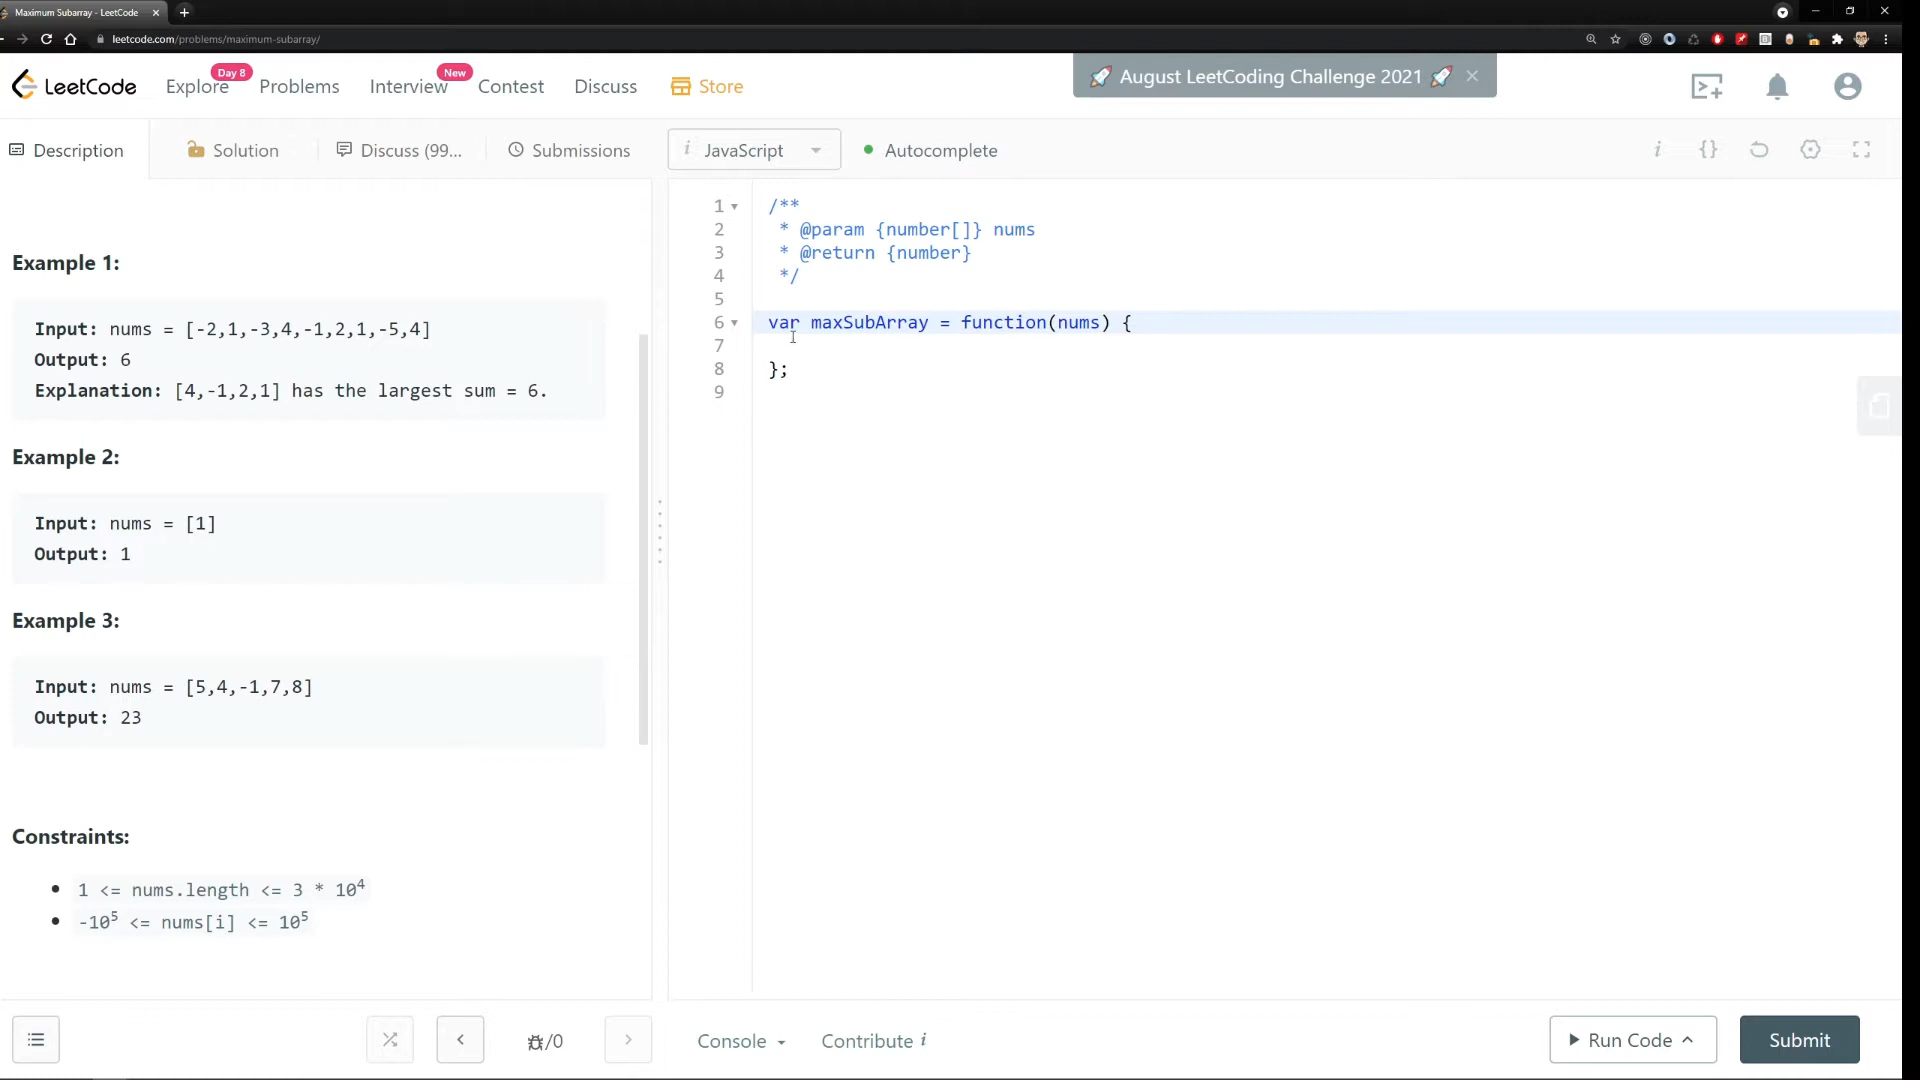 Maximum Subarray - LeetCode
leetcode.com/problems/maximum-subarray/
LeetCode
Explore
Day 8
Problems
Interview
New
Contest
Discuss
Store
August LeetCoding Challenge 2021
Description
Solution
Discuss (99...
Submissions
i JavaScript
Autocomplete
i {}
Example 1:
Input: nums = [-2,1,-3,4,-1,2,1,-5,4]
Output: 6
Explanation: [4,-1,2,1] has the largest sum = 6.
Example 2:
Input: nums = [1]
Output: 1
Example 3:
Input: nums = [5,4,-1,7,8]
Output: 23
Constraints:
• 1 <= nums.length <= 3 * 10⁴
• -10⁵ <= nums[i] <= 10⁵
1 /**
2 * @param {number[]} nums
3 * @return {number}
4 */
5
6 var maxSubArray = function(nums) {
7
8 };
9
/0
Console
Contribute i
Run Code
Submit